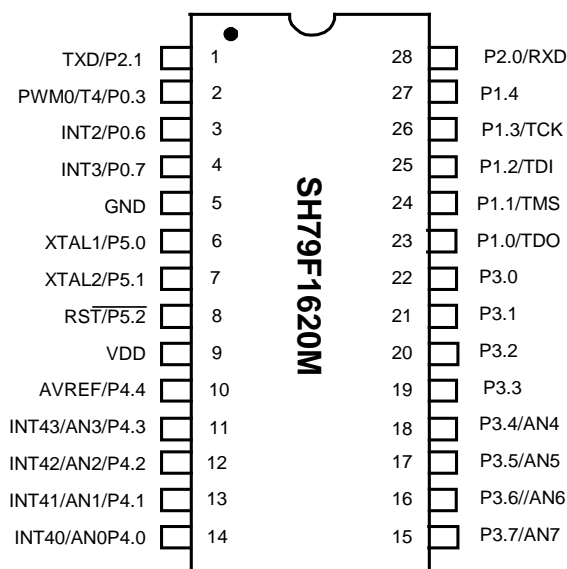 TXD/P2.1 1 28 P2.0/RXD
PWM0/T4/P0.3 2 27 P1.4
INT2/P0.6 3 26 P1.3/TCK
INT3/P0.7 4 25 P1.2/TDI
GND 5 24 P1.1/TMS
XTAL1/P5.0 6 23 P1.0/TDO
XTAL2/P5.1 7 22 P3.0
RST/P5.2 8 21 P3.1
VDD 9 20 P3.2
AVREF/P4.4 10 19 P3.3
INT43/AN3/P4.3 11 18 P3.4/AN4
INT42/AN2/P4.2 12 17 P3.5/AN5
INT41/AN1/P4.1 13 16 P3.6//AN6
INT40/AN0P4.0 14 15 P3.7/AN7
SH79F1620M